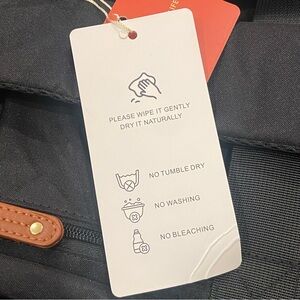 PLEASE WIPE IT GENTLY
DRY IT NATURALLY
NO TUMBLE DRY
NO WASHING
NO BLEACHING